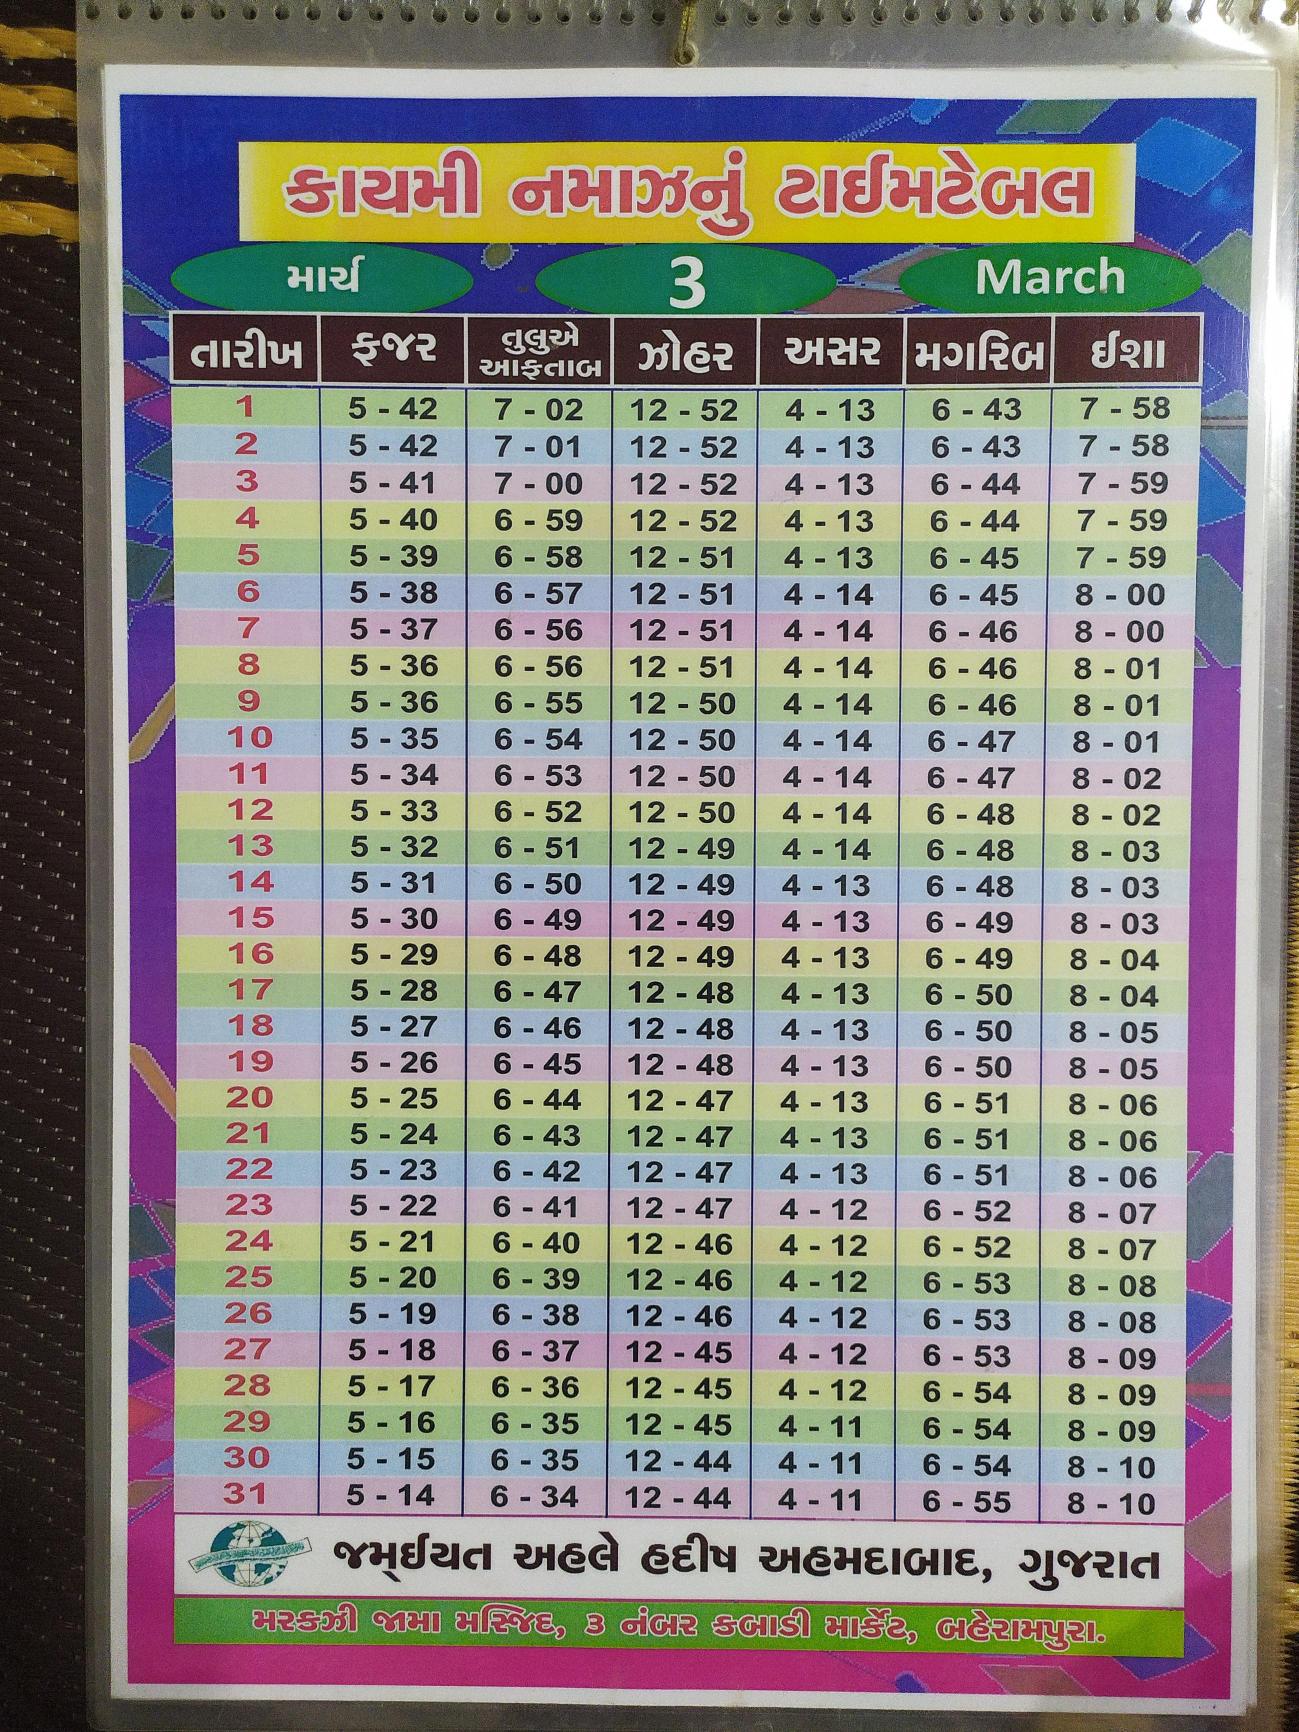 કાયમી નમાઝનું ટાઈમટેબલ
માર્ચ 3 March
તારીખ ફજર તુલુએ આફતાબ ઝોહર અસર મગરિબ ઈશા
1 5 - 42 7 - 02 12 - 52 4 - 13 6 - 43 7 - 58
2 5 - 42 7 - 01 12 - 52 4 - 13 6 - 43 7 - 58
3 5 - 41 7 - 00 12 - 52 4 - 13 6 - 44 7 - 59
4 5 - 40 6 - 59 12 - 52 4 - 13 6 - 44 7 - 59
5 5 - 39 6 - 58 12 - 51 4 - 13 6 - 45 7 - 59
6 5 - 38 6 - 57 12 - 51 4 - 14 6 - 45 8 - 00
7 5 - 37 6 - 56 12 - 51 4 - 14 6 - 46 8 - 00
8 5 - 36 6 - 56 12 - 51 4 - 14 6 - 46 8 - 01
9 5 - 36 6 - 55 12 - 50 4 - 14 6 - 46 8 - 01
10 5 - 35 6 - 54 12 - 50 4 - 14 6 - 47 8 - 01
11 5 - 34 6 - 53 12 - 50 4 - 14 6 - 47 8 - 02
12 5 - 33 6 - 52 12 - 50 4 - 14 6 - 48 8 - 02
13 5 - 32 6 - 51 12 - 49 4 - 14 6 - 48 8 - 03
14 5 - 31 6 - 50 12 - 49 4 - 13 6 - 48 8 - 03
15 5 - 30 6 - 49 12 - 49 4 - 13 6 - 49 8 - 03
16 5 - 29 6 - 48 12 - 49 4 - 13 6 - 49 8 - 04
17 5 - 28 6 - 47 12 - 48 4 - 13 6 - 50 8 - 04
18 5 - 27 6 - 46 12 - 48 4 - 13 6 - 50 8 - 05
19 5 - 26 6 - 45 12 - 48 4 - 13 6 - 50 8 - 05
20 5 - 25 6 - 44 12 - 47 4 - 13 6 - 51 8 - 06
21 5 - 24 6 - 43 12 - 47 4 - 13 6 - 51 8 - 06
22 5 - 23 6 - 42 12 - 47 4 - 13 6 - 51 8 - 06
23 5 - 22 6 - 41 12 - 47 4 - 12 6 - 52 8 - 07
24 5 - 21 6 - 40 12 - 46 4 - 12 6 - 52 8 - 07
25 5 - 20 6 - 39 12 - 46 4 - 12 6 - 53 8 - 08
26 5 - 19 6 - 38 12 - 46 4 - 12 6 - 53 8 - 08
27 5 - 18 6 - 37 12 - 45 4 - 12 6 - 53 8 - 09
28 5 - 17 6 - 36 12 - 45 4 - 12 6 - 54 8 - 09
29 5 - 16 6 - 35 12 - 45 4 - 11 6 - 54 8 - 09
30 5 - 15 6 - 35 12 - 44 4 - 11 6 - 54 8 - 10
31 5 - 14 6 - 34 12 - 44 4 - 11 6 - 55 8 - 10
જમ્ઈયત અહલે હદીષ અહમદાબાદ, ગુજરાત
મરકઝી જામા મસ્જિદ, ૩ નંબર કબાડી માર્કેટ, બહેરામપુરા.